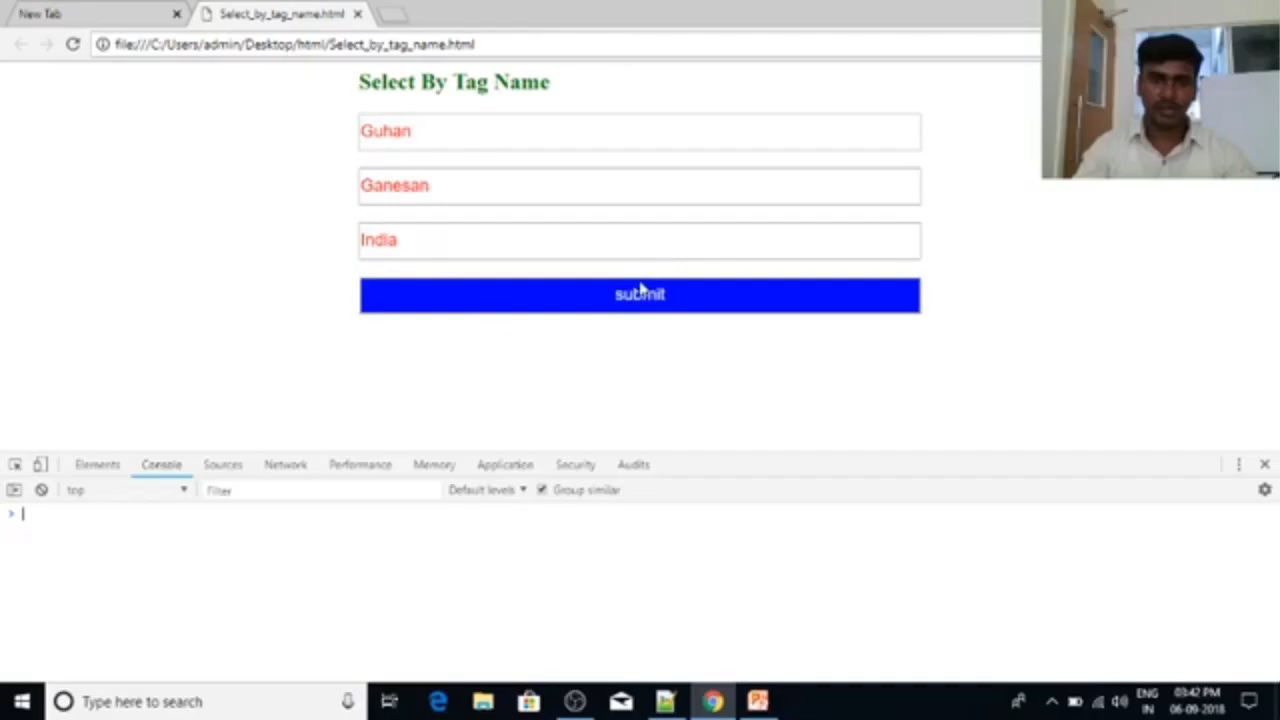 New Tab
Select_by_tag_name.html
file:///C:/Users/admin/Desktop/html/Select_by_tag_name.html
Select By Tag Name
Guhan
Ganesan
India
submit
Elements Console Sources Network Performance Memory Application Security Audits
top Filter Default levels Group similar
Type here to search
ENG 03:42 PM
IN 06-09-2018